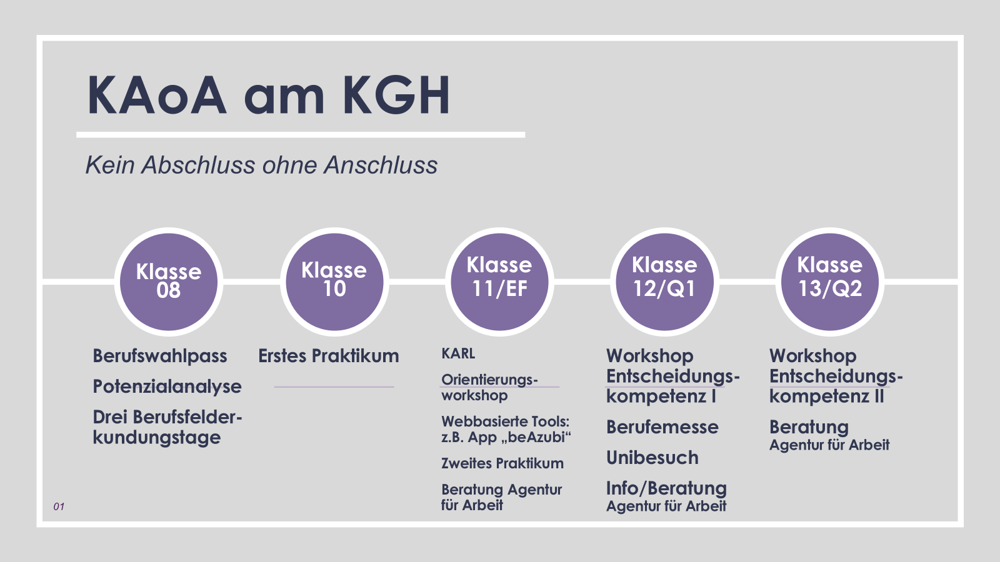 KAoA am KGH
Kein Abschluss ohne Anschluss
Klasse
08
Berufswahlpass
Potenzialanalyse
Drei Berufsfelder-
kundungstage
Klasse
10
Erstes Praktikum
Klasse
11/EF
KARL
Orientierungs-
workshop
Webbasierte Tools:
z.B. App „beAzubi“
Zweites Praktikum
Beratung Agentur
für Arbeit
Klasse
12/Q1
Workshop
Entscheidungs-
kompetenz I
Berufemesse
Unibesuch
Info/Beratung
Agentur für Arbeit
Klasse
13/Q2
Workshop
Entscheidungs-
kompetenz II
Beratung
Agentur für Arbeit
01